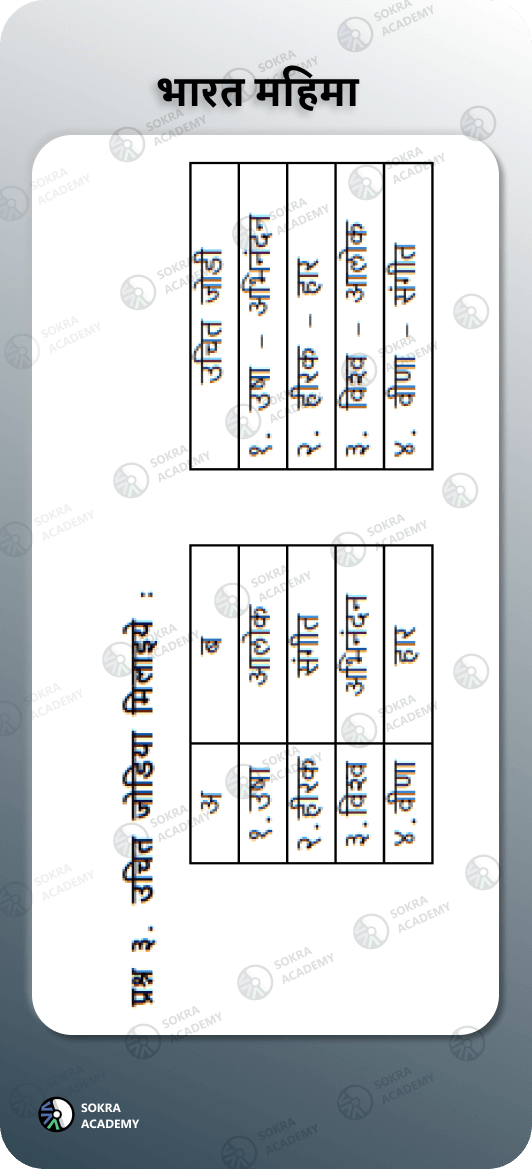 भारत महिमा
प्रश्न ३. उचित जोडिया मिलाइये :
अ ब
१.उषा आलोक
२.हीरक संगीत
३.विश्व अभिनंदन
४.वीणा हार
उचित जोडी
१. उषा – अभिनंदन
२. हीरक – हार
३. विश्व – आलोक
४. वीणा – संगीत
SOKRA
ACADEMY